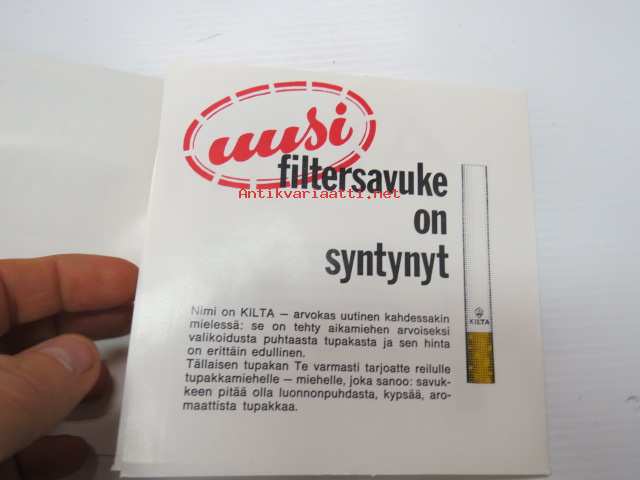 uusi
filtersavuke
Antikvariaatti.net
on
syntynyt
Nimi on KILTA — arvokas uutinen kahdessakin
mielessä: se on tehty aikamiehen arvoiseksi
valikoidusta puhtaasta tupakasta ja sen hinta
on erittäin edullinen.
Tällaisen tupakan Te varmasti tarjoatte reilulle
tupakkamiehelle — miehelle, joka sanoo: savuk-
keen pitää olla luonnonpuhdasta, kypsää, aro-
maattista tupakkaa.
KILTA